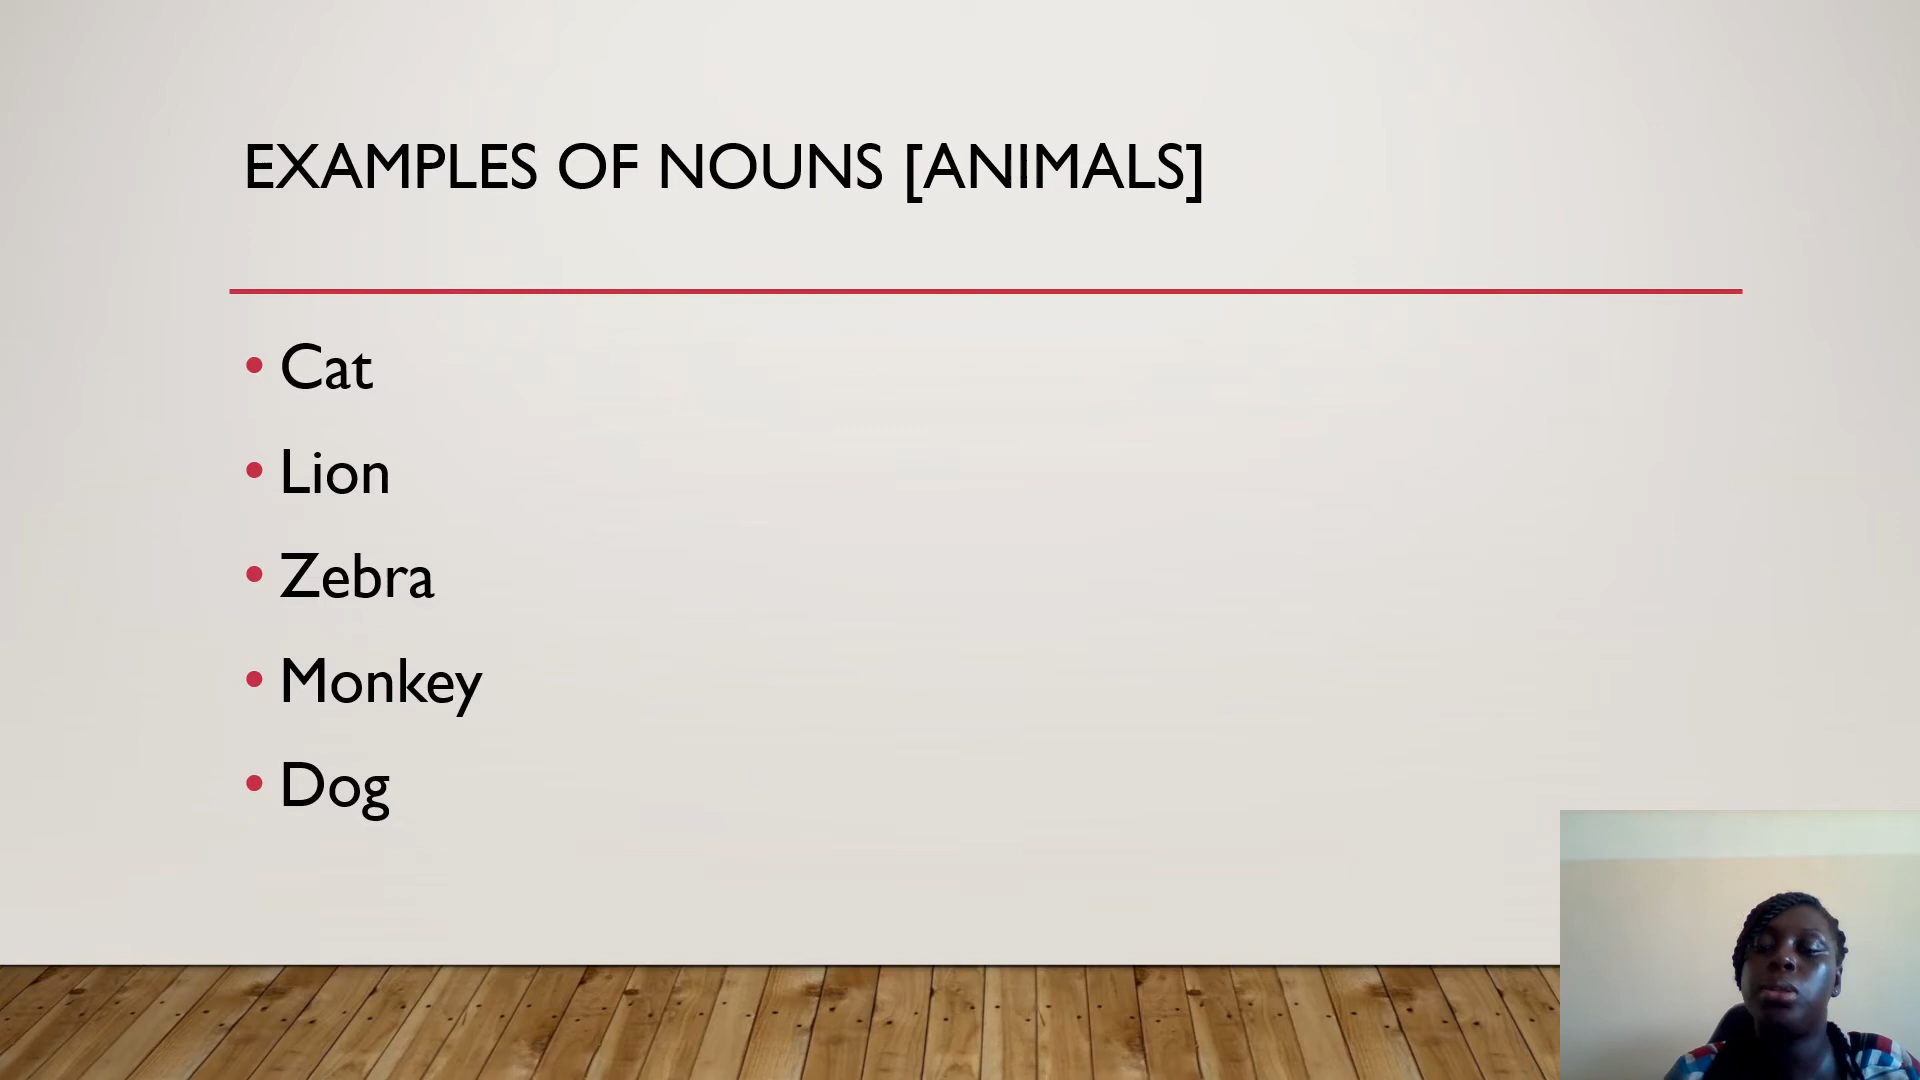 EXAMPLES OF NOUNS [ANIMALS]
• Cat
• Lion
• Zebra
• Monkey
• Dog